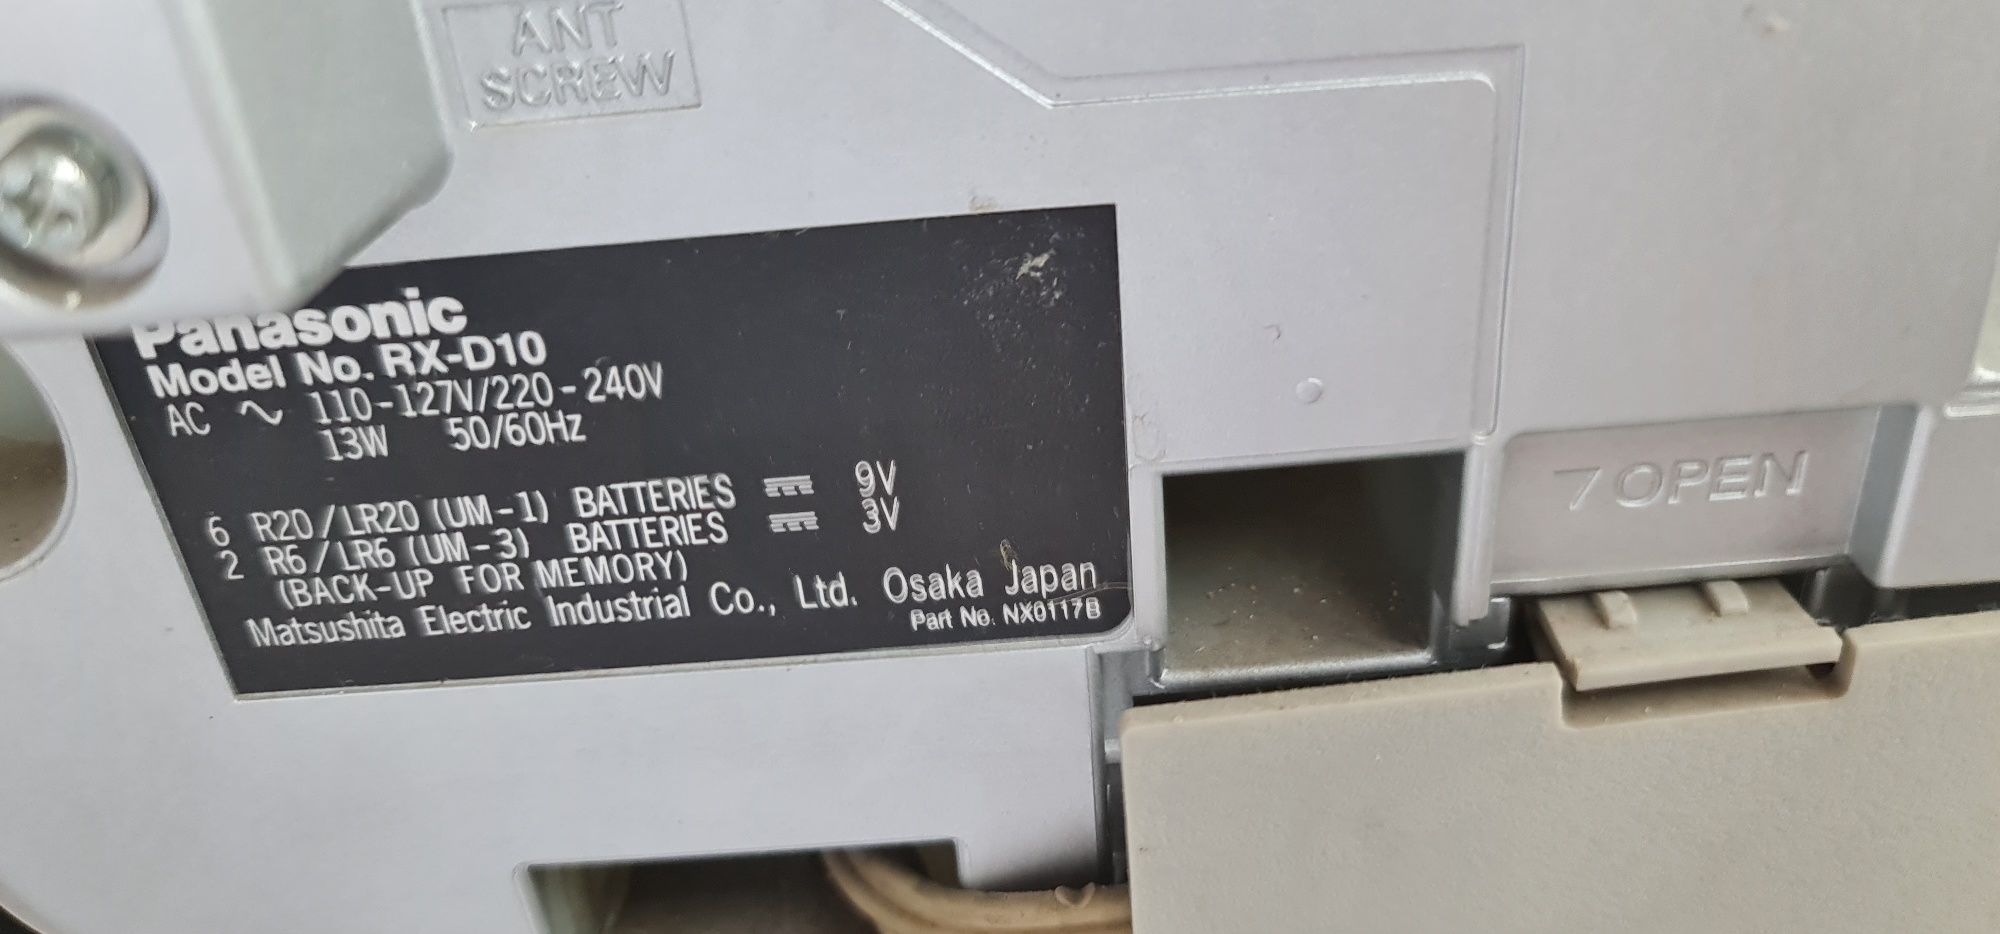 ANT
SCREW
Panasonic
Model No. RX-D10
AC ∿ 110-127V/220-240V
13W 50/60Hz
6 R20/LR20 (UM-1) BATTERIES ⎓ 9V
2 R6/LR6 (UM-3) BATTERIES ⎓ 3V
(BACK-UP FOR MEMORY)
Matsushita Electric Industrial Co., Ltd. Osaka Japan
Part No. NX0117B
OPEN